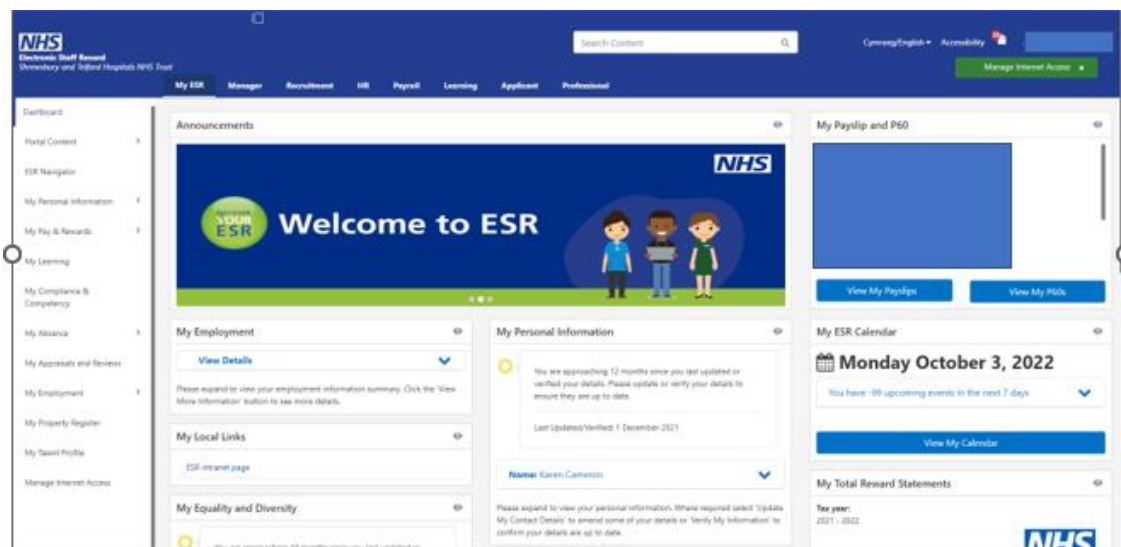 NHS
Electronic Staff Record
Shrewsbury and Telford Hospitals NHS Trust
Search Content
Cymraeg/English
Accessibility
Manage Internet Access
My ESR
Manager
Recruitment
HR
Payroll
Learning
Applicant
Professional
Dashboard
Portal Content
ESR Navigator
My Personal Information
My Pay & Rewards
My Learning
My Compliance &
Competency
My Absence
My Appraisals and Reviews
My Employment
My Property Register
My Talent Profile
Manage Internet Access
Announcements
NHS
YOUR
ESR
Welcome to ESR
My Employment
View Details
Please expand to view your employment information summary. Click the 'View
More Information' button to see more details.
My Local Links
ESR intranet page
My Equality and Diversity
You are approaching 12 months since you last updated or
My Personal Information
You are approaching 12 months since you last updated or
verified your details. Please update or verify your details to
ensure they are up to date.
Last Updated/Verified: 1 December 2021
Name: Karen Cameron
Please expand to view your personal information. Where required select 'Update
My Contact Details' to amend some of your details or 'Verify My Information' to
confirm your details are up to date.
My Payslip and P60
View My Payslips
View My P60s
My ESR Calendar
Monday October 3, 2022
You have -99 upcoming events in the next 7 days
View My Calendar
My Total Reward Statements
Tax year:
2021 - 2022
NHS